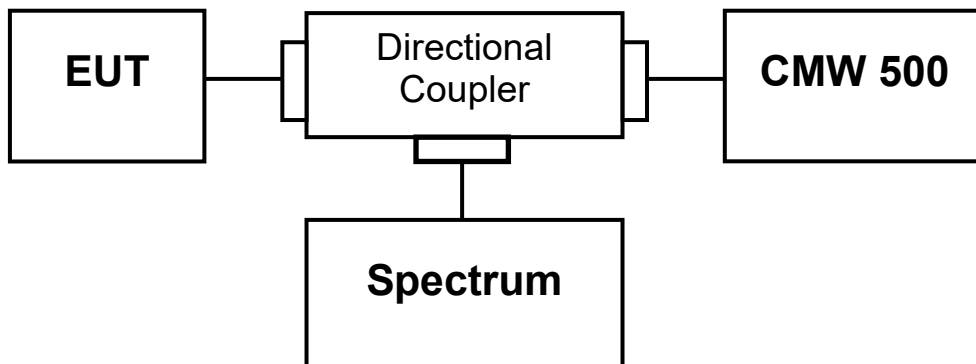 EUT
Directional
Coupler
CMW 500
Spectrum